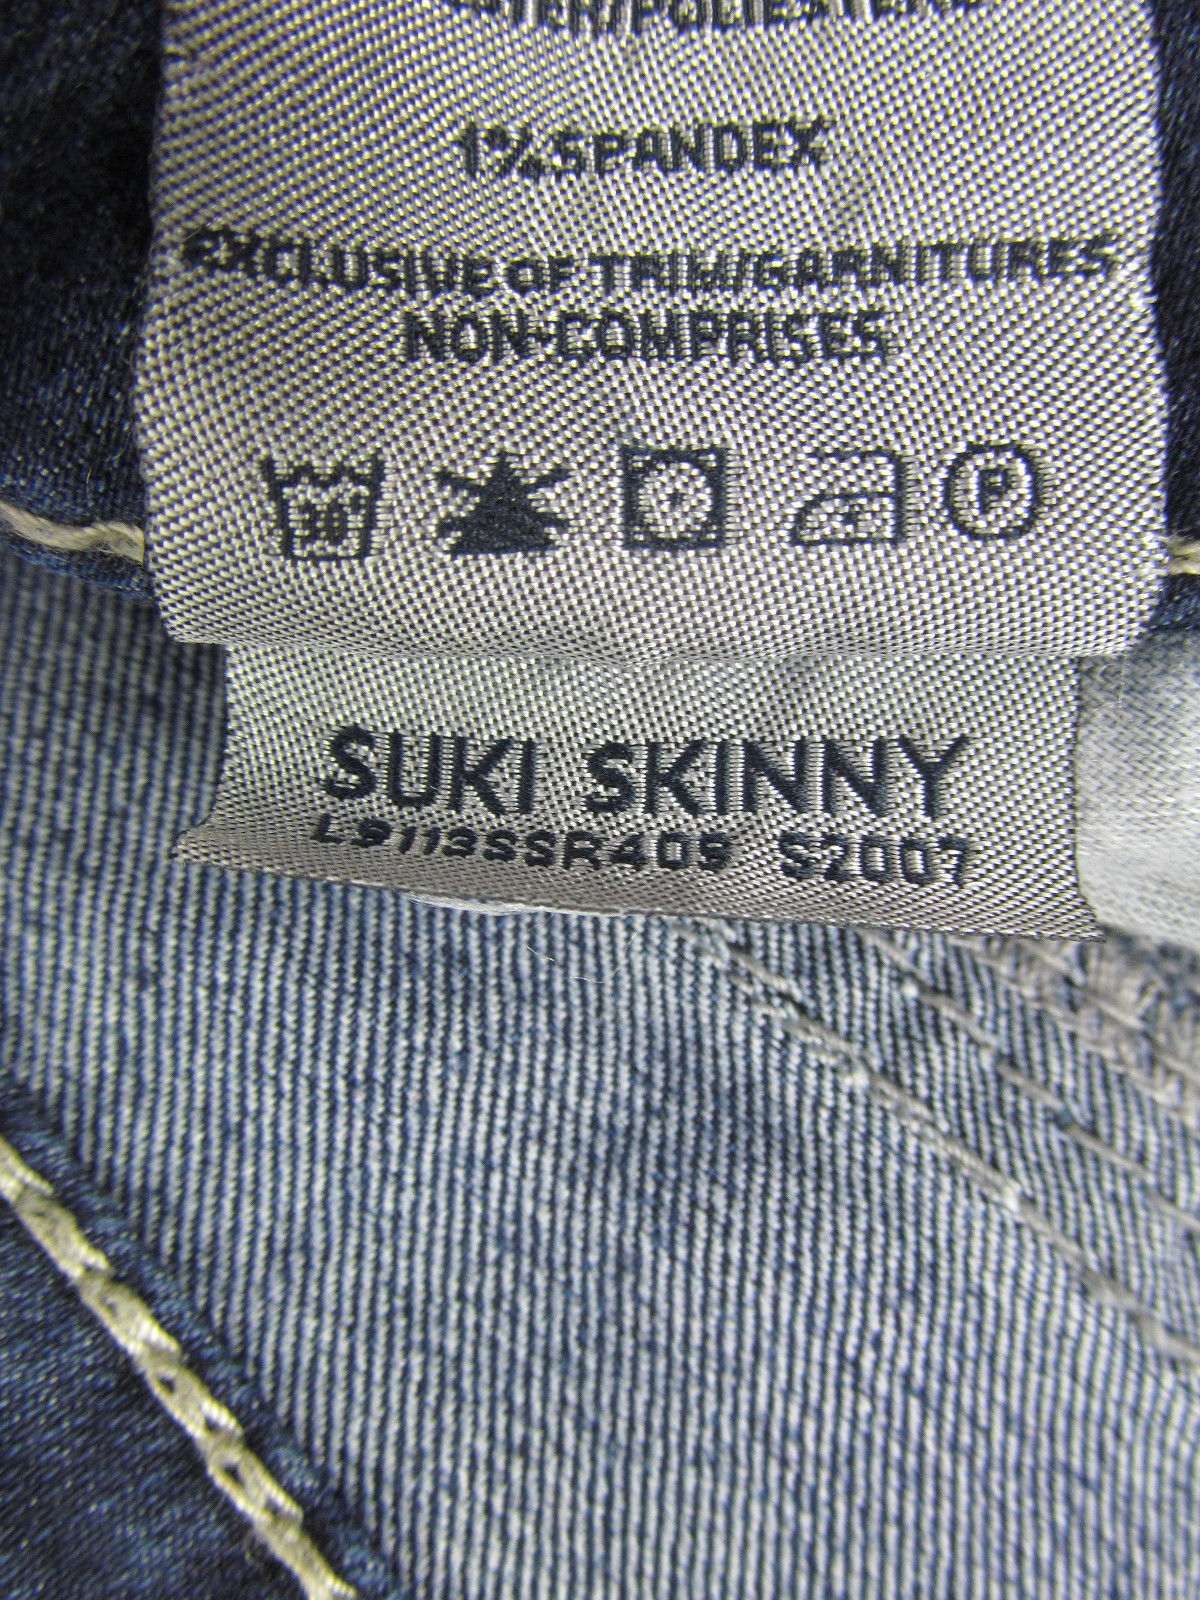 1% SPANDEX
EXCLUSIVE OF TRIM/GARNITURES
NON-COMPRISES
30°
P
SUKI SKINNY
L9113SSR409 S2007